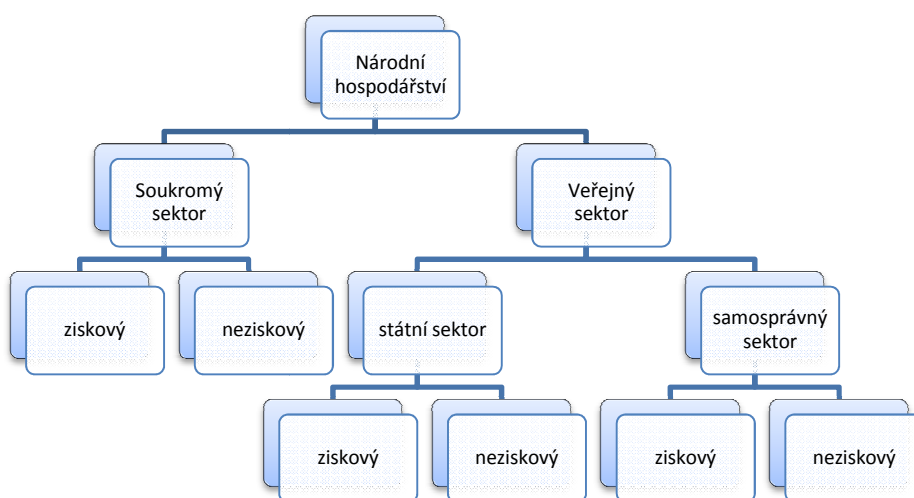 Národní
hospodářství
Soukromý
sektor
Veřejný
sektor
ziskový
neziskový
státní sektor
samosprávný
sektor
ziskový
neziskový
ziskový
neziskový